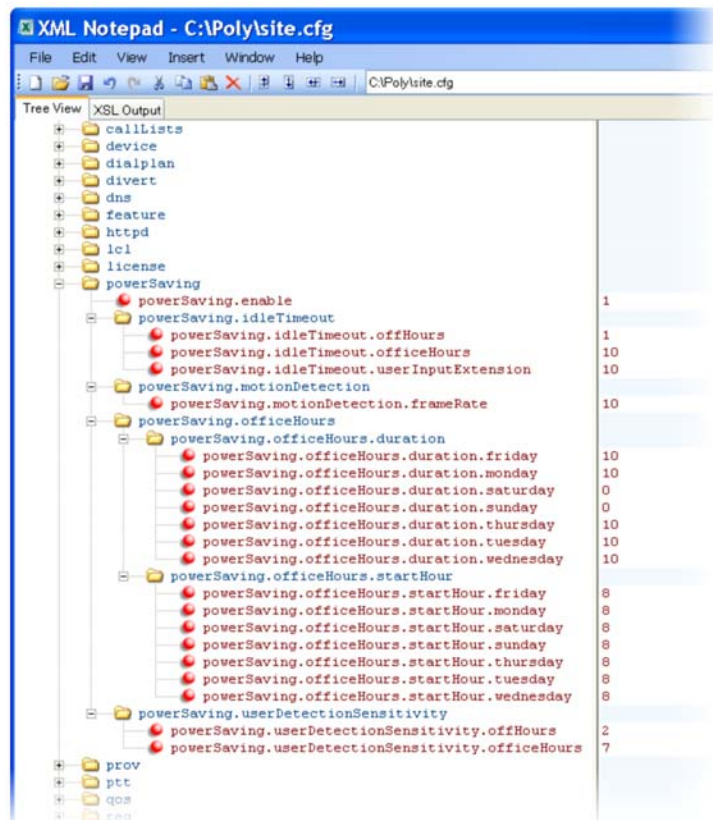 XML Notepad - C:\Poly\site.cfg
File Edit View Insert Window Help
C:\Poly\site.cfg
Tree View XSL Output
callLists
device
dialplan
divert
dns
feature
httpd
lcl
license
powerSaving
powerSaving.enable 1
powerSaving.idleTimeout
powerSaving.idleTimeout.offHours 1
powerSaving.idleTimeout.officeHours 10
powerSaving.idleTimeout.userInputExtension 10
powerSaving.motionDetection
powerSaving.motionDetection.frameRate 10
powerSaving.officeHours
powerSaving.officeHours.duration
powerSaving.officeHours.duration.friday 10
powerSaving.officeHours.duration.monday 10
powerSaving.officeHours.duration.saturday 0
powerSaving.officeHours.duration.sunday 0
powerSaving.officeHours.duration.thursday 10
powerSaving.officeHours.duration.tuesday 10
powerSaving.officeHours.duration.wednesday 10
powerSaving.officeHours.startHour
powerSaving.officeHours.startHour.friday 8
powerSaving.officeHours.startHour.monday 8
powerSaving.officeHours.startHour.saturday 8
powerSaving.officeHours.startHour.sunday 8
powerSaving.officeHours.startHour.thursday 8
powerSaving.officeHours.startHour.tuesday 8
powerSaving.officeHours.startHour.wednesday 8
powerSaving.userDetectionSensitivity
powerSaving.userDetectionSensitivity.offHours 2
powerSaving.userDetectionSensitivity.officeHours 7
prov
ptt
qos
reg